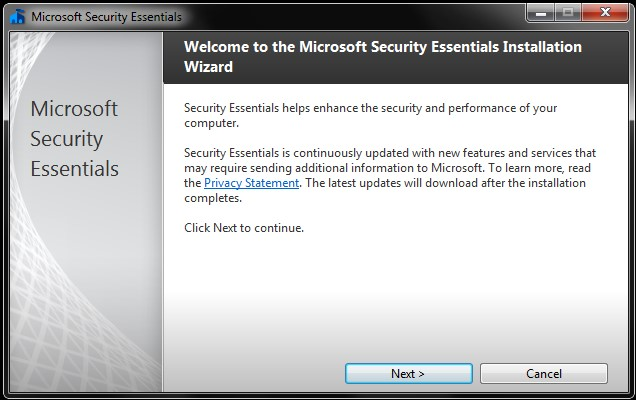 Microsoft Security Essentials
Welcome to the Microsoft Security Essentials Installation
Wizard
Microsoft
Security
Essentials
Security Essentials helps enhance the security and performance of your
computer.
Security Essentials is continuously updated with new features and services that
may require sending additional information to Microsoft. To learn more, read
the Privacy Statement. The latest updates will download after the installation
completes.
Click Next to continue.
Next >
Cancel